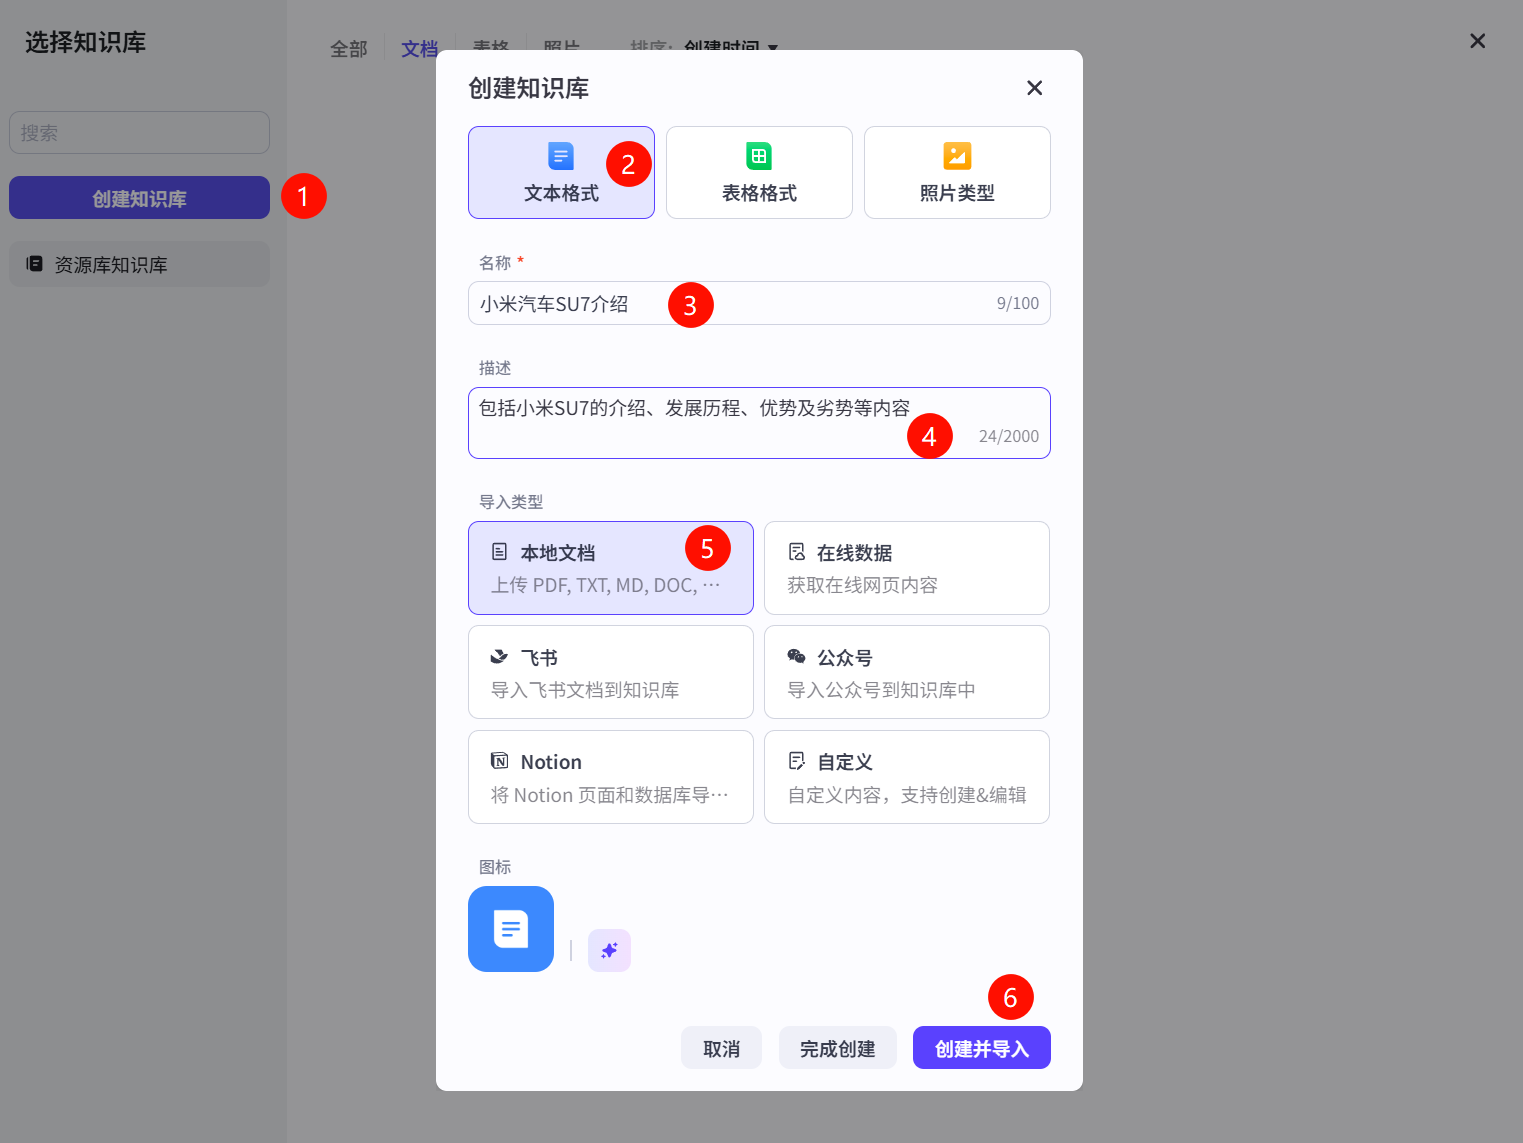 选择知识库
全部
文档
表格
照片
排序:
创建时间
搜索
创建知识库
1
资源库知识库
创建知识库
文本格式
2
表格格式
照片类型
名称 *
小米汽车SU7介绍
3
9/100
描述
包括小米SU7的介绍、发展历程、优势及劣势等内容
4
24/2000
导入类型
本地文档
5
上传 PDF, TXT, MD, DOC, ···
在线数据
获取在线网页内容
飞书
导入飞书文档到知识库
公众号
导入公众号到知识库中
Notion
将 Notion 页面和数据库导···
自定义
自定义内容，支持创建&编辑
图标
6
取消
完成创建
创建并导入